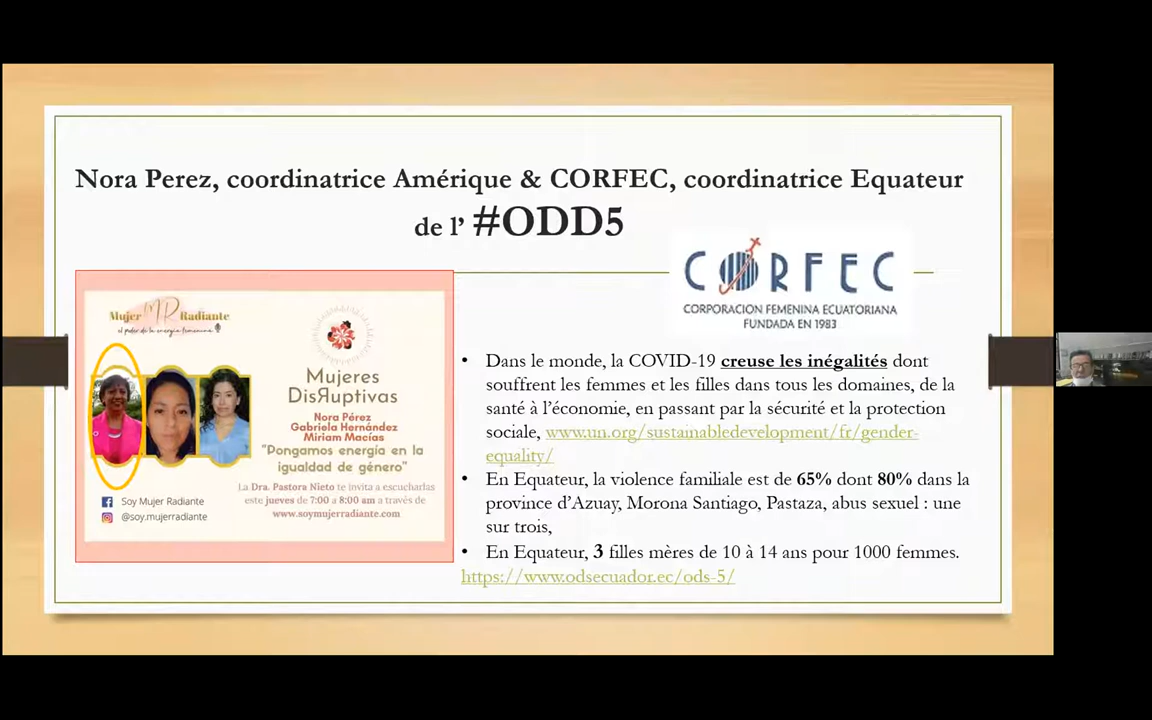 Nora Perez, coordinatrice Amérique & CORFEC, coordinatrice Equateur
de l' #ODD5
CORFEC
CORPORACION FEMENINA ECUATORIANA
FUNDADA EN 1983
Mujer MR Radiante
el poder de la energía femenina
Mujeres
DisЯuptivas
Nora Pérez
Gabriela Hernández
Miriam Macías
"Pongamos energía en la
igualdad de género"
La Dra. Pastora Nieto te invita a escucharlas
este jueves de 7:00 a 8:00 am a través de
www.soymujerradiante.com
Soy Mujer Radiante
@soy.mujerradiante
• Dans le monde, la COVID-19 creuse les inégalités dont
souffrent les femmes et les filles dans tous les domaines, de la
santé à l'économie, en passant par la sécurité et la protection
sociale, www.un.org/sustainabledevelopment/fr/gender-
equality/
• En Equateur, la violence familiale est de 65% dont 80% dans la
province d'Azuay, Morona Santiago, Pastaza, abus sexuel : une
sur trois,
• En Equateur, 3 filles mères de 10 à 14 ans pour 1000 femmes.
https://www.odsecuador.ec/ods-5/